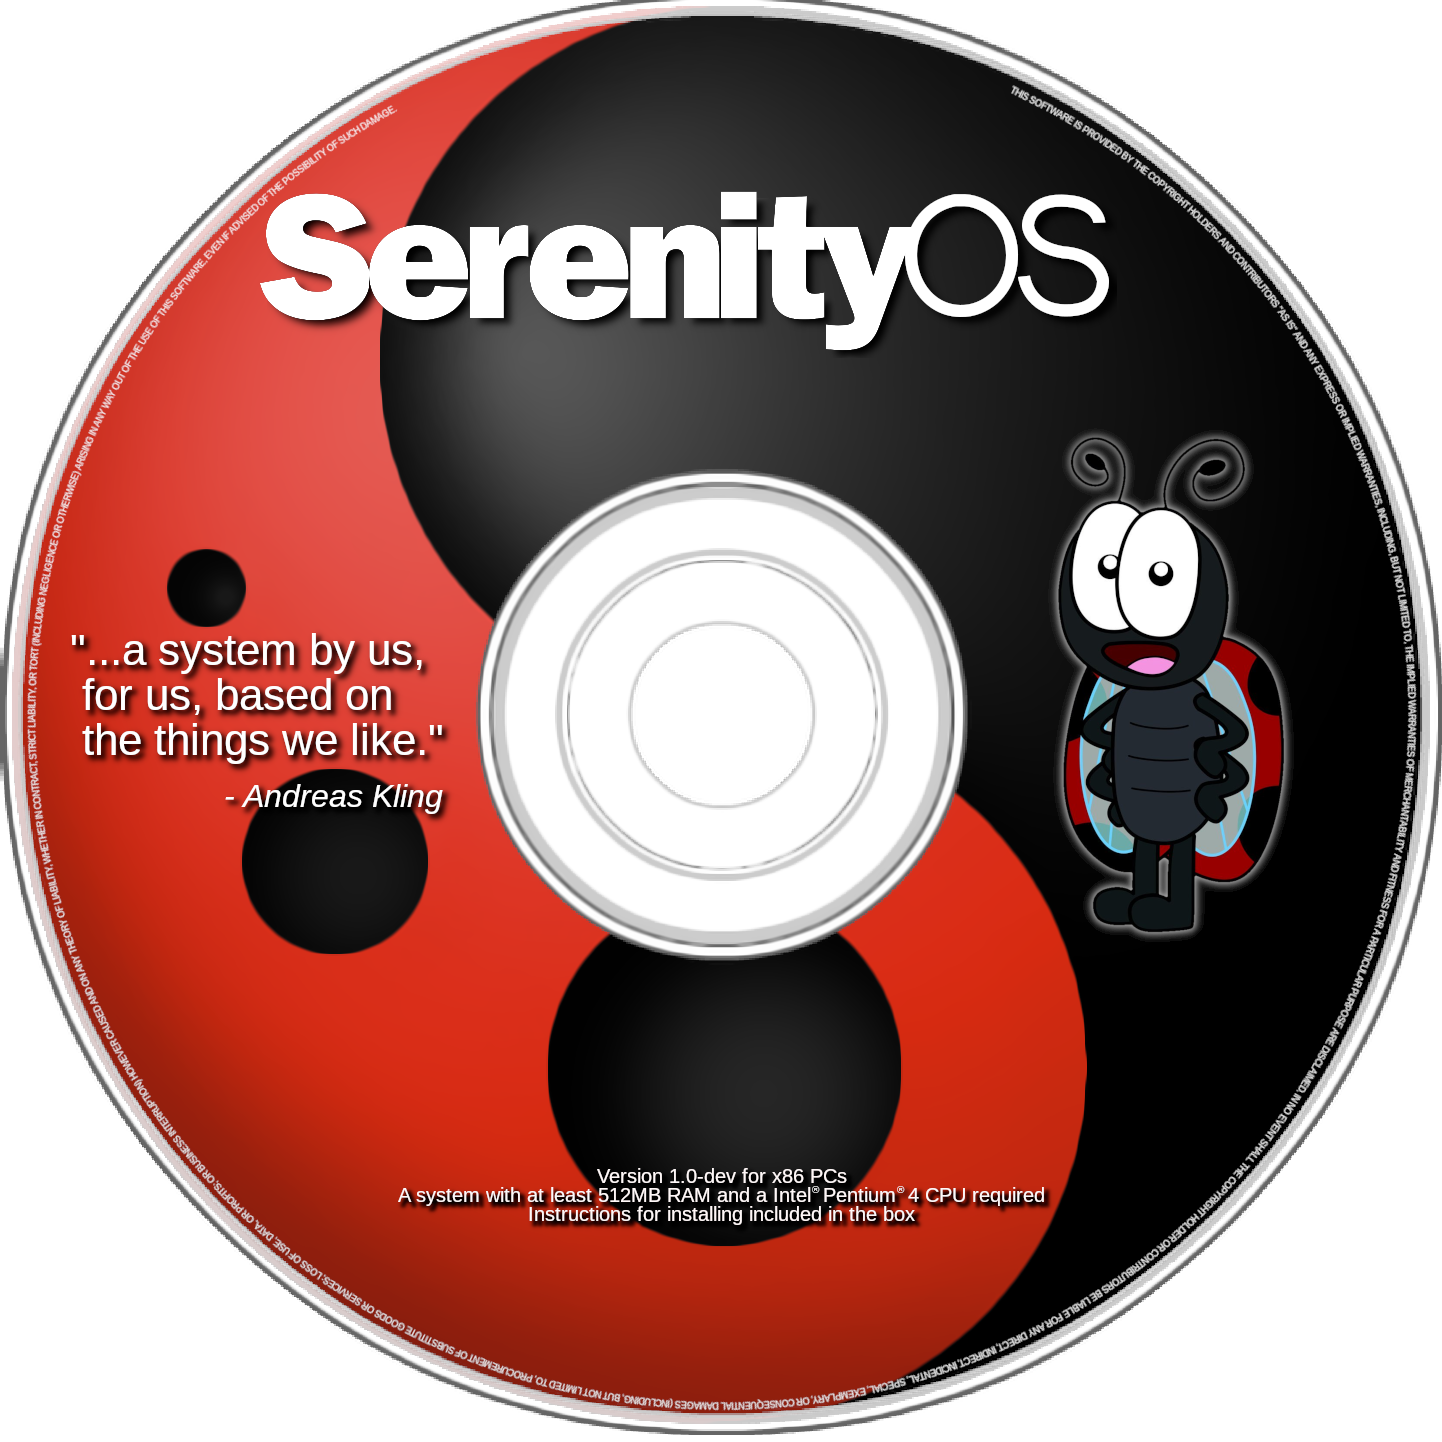 SerenityOS
"...a system by us,
for us, based on
the things we like."
- Andreas Kling
Version 1.0-dev for x86 PCs
A system with at least 512MB RAM and a Intel® Pentium® 4 CPU required
Instructions for installing included in the box
THIS SOFTWARE IS PROVIDED BY THE COPYRIGHT HOLDERS AND CONTRIBUTORS "AS IS" AND ANY EXPRESS OR IMPLIED WARRANTIES, INCLUDING, BUT NOT LIMITED TO, THE IMPLIED WARRANTIES OF MERCHANTABILITY AND FITNESS FOR A PARTICULAR PURPOSE ARE DISCLAIMED. IN NO EVENT SHALL THE COPYRIGHT HOLDER OR CONTRIBUTORS BE LIABLE FOR ANY DIRECT, INDIRECT, INCIDENTAL, SPECIAL, EXEMPLARY, OR CONSEQUENTIAL DAMAGES (INCLUDING, BUT NOT LIMITED TO, PROCUREMENT OF SUBSTITUTE GOODS OR SERVICES; LOSS OF USE, DATA, OR PROFITS; OR BUSINESS INTERRUPTION) HOWEVER CAUSED AND ON ANY THEORY OF LIABILITY, WHETHER IN CONTRACT, STRICT LIABILITY, OR TORT (INCLUDING NEGLIGENCE OR OTHERWISE) ARISING IN ANY WAY OUT OF THE USE OF THIS SOFTWARE, EVEN IF ADVISED OF THE POSSIBILITY OF SUCH DAMAGE.